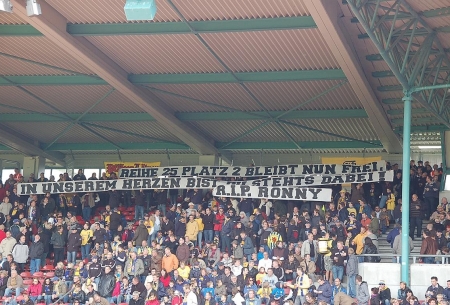 REIHE 25 PLATZ 2 BLEIBT NUN FREI
IN UNSEREM HERZEN BIST DU STETS DABEI
R.I.P. RONNY